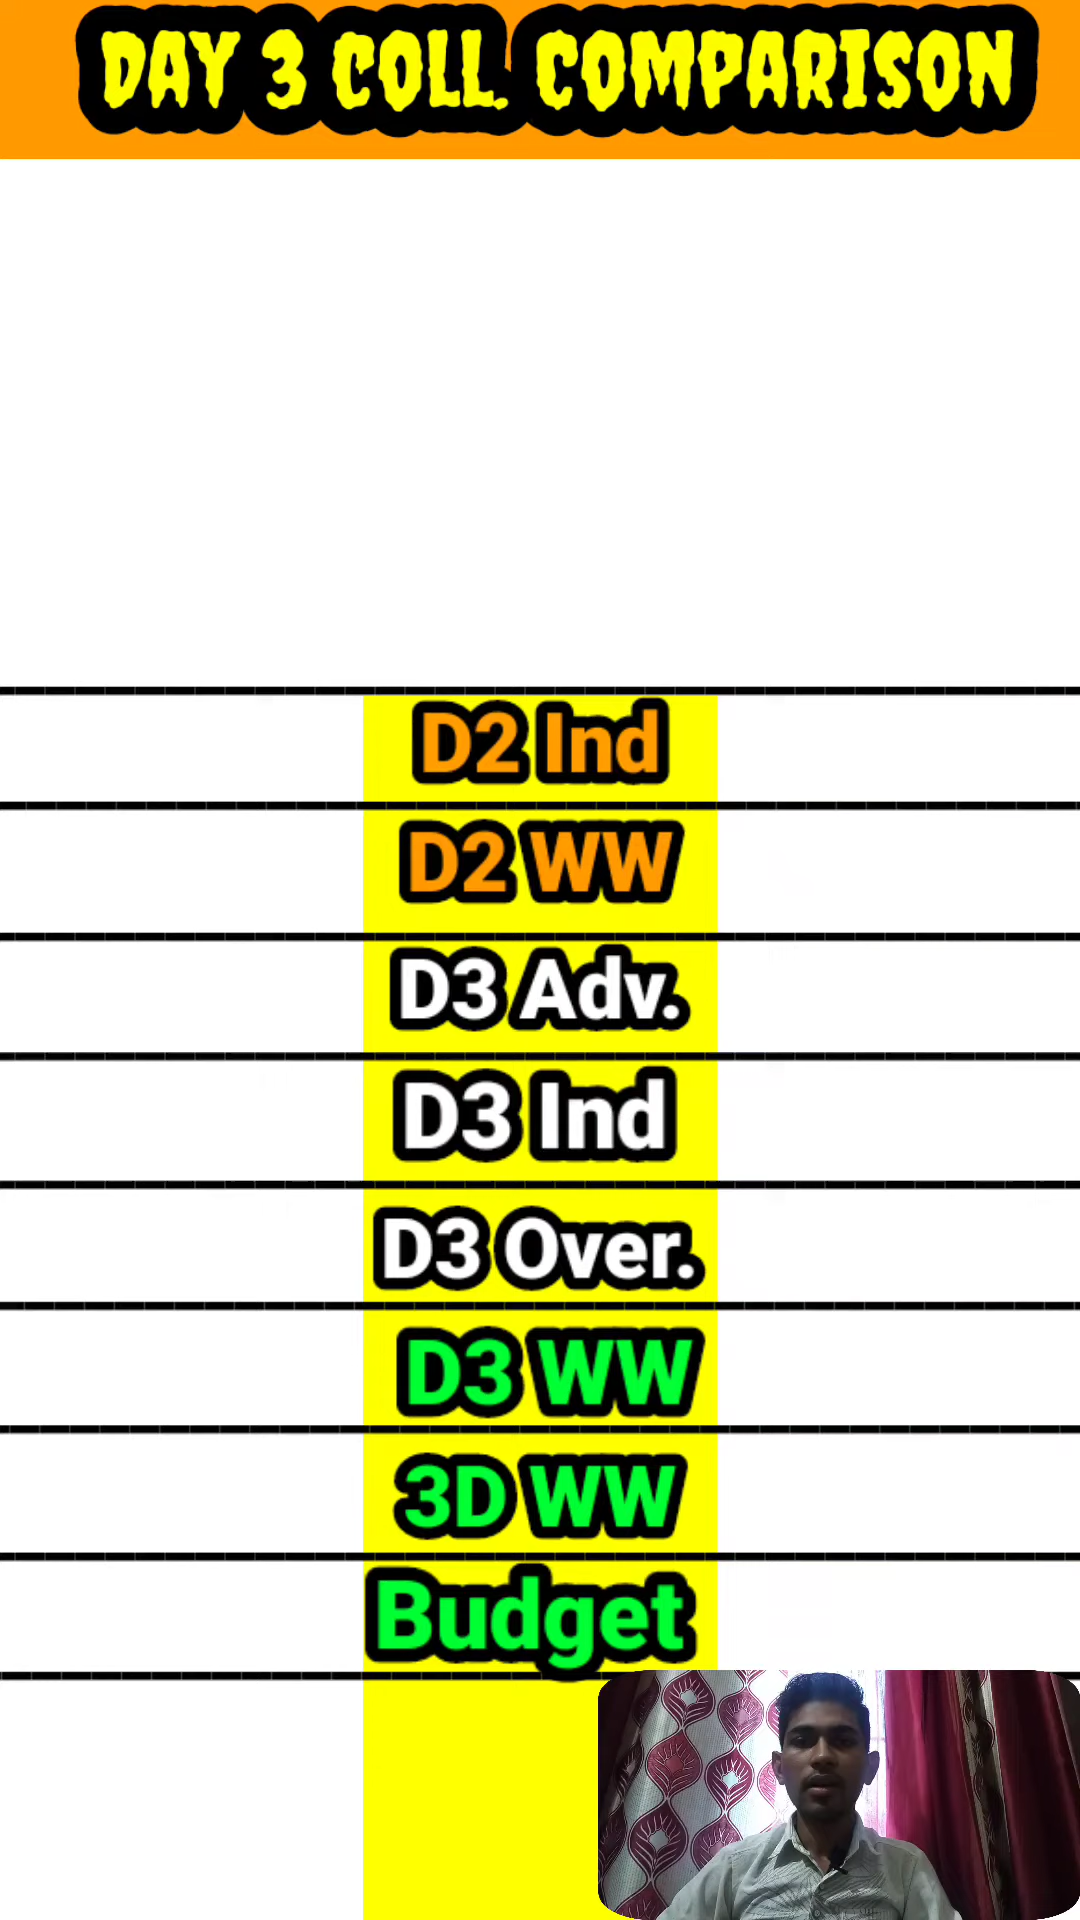 DAY 3 COLL. COMPARISON
D2 Ind
D2 WW
D3 Adv.
D3 Ind
D3 Over.
D3 WW
3D WW
Budget